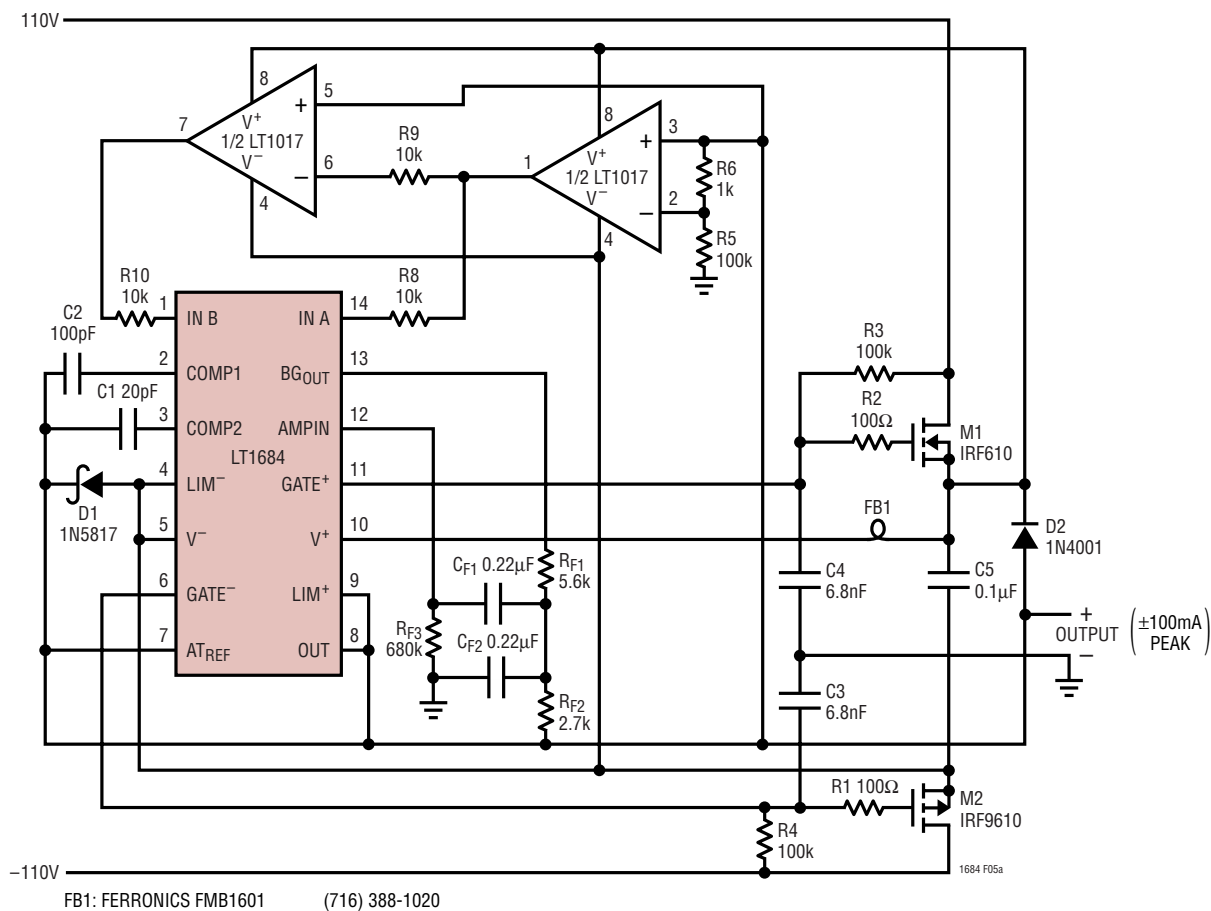 110V
8
5
+
7
V+
1/2 LT1017
V−
6
−
4
R9
10k
8
3
+
1
V+
1/2 LT1017
V−
2
−
4
R6
1k
R5
100k
R10
10k
R8
10k
C2
100pF
C1 20pF
1
IN B
2
COMP1
3
COMP2
LT1684
4
LIM−
5
V−
6
GATE−
7
ATREF
14
IN A
13
BGOUT
12
AMPIN
11
GATE+
10
V+
9
LIM+
8
OUT
D1
1N5817
R3
100k
R2
100Ω
M1
IRF610
FB1
D2
1N4001
CF1 0.22µF
RF1
5.6k
RF3
680k
CF2 0.22µF
RF2
2.7k
C4
6.8nF
C5
0.1µF
+
OUTPUT
−
(±100mA
PEAK)
C3
6.8nF
R1 100Ω
M2
IRF9610
R4
100k
−110V
1684 F05a
FB1: FERRONICS FMB1601 (716) 388-1020